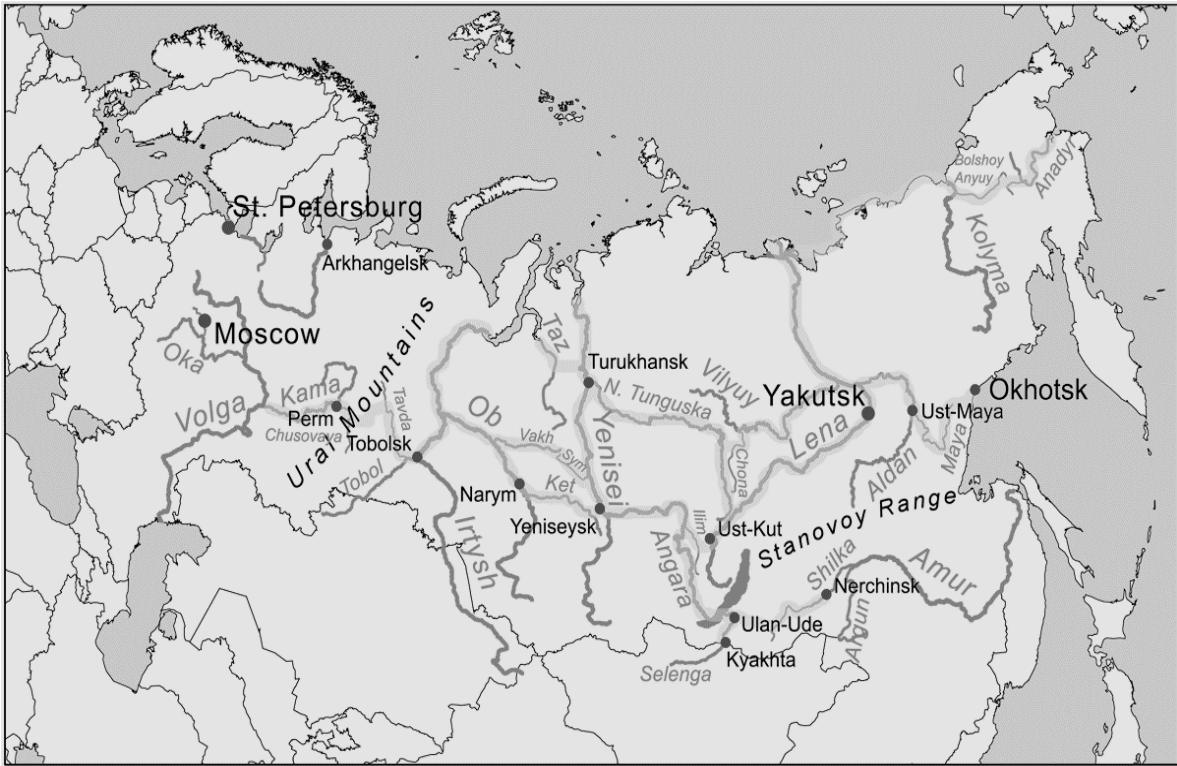 Bolshoy
Anyuy
Anadyr
St. Petersburg
Arkhangelsk
Kolyma
Moscow
Oka
Ural Mountains
Taz
Turukhansk
Vilyuy
Yakutsk
Okhotsk
Kama
Volga
Perm
Chusovaya
Tavda
Ob
N. Tunguska
Ust-Maya
Maya
Lena
Tobolsk
Tobol
Vakh
Sym
Yenisei
Chona
Aldan
Narym
Ket
Yeniseysk
Irtysh
Ilim
Ust-Kut
Stanovoy Range
Angara
Shilka
Nerchinsk
Amur
Argun
Ulan-Ude
Kyakhta
Selenga